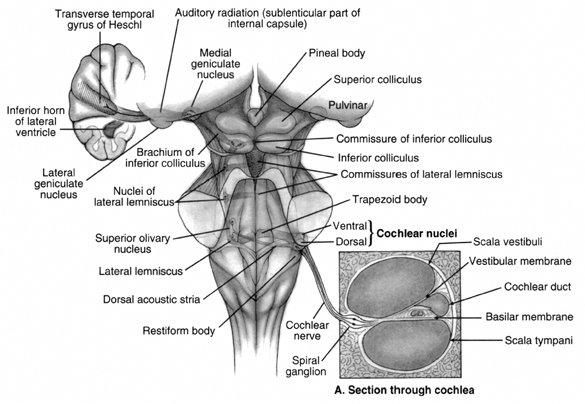 Transverse temporal
gyrus of Heschl
Auditory radiation (sublenticular part of
internal capsule)
Medial
geniculate
nucleus
Pineal body
Superior colliculus
Pulvinar
Inferior horn
of lateral
ventricle
Commissure of inferior colliculus
Brachium of
inferior colliculus
Inferior colliculus
Commissures of lateral lemniscus
Lateral
geniculate
nucleus
Nuclei of
lateral lemniscus
Trapezoid body
Ventral
Dorsal
Cochlear nuclei
Superior olivary
nucleus
Lateral lemniscus
Dorsal acoustic stria
Restiform body
Cochlear
nerve
Spiral
ganglion
Scala vestibuli
Vestibular membrane
Cochlear duct
Basilar membrane
Scala tympani
A. Section through cochlea